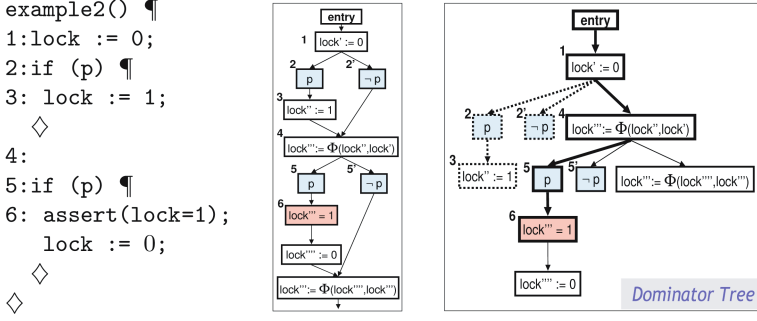 example2() ¶
1:lock := 0;
2:if (p) ¶
3: lock := 1;
◇
4:
5:if (p) ¶
6: assert(lock=1);
lock := 0;
◇
◇
entry
1 lock' := 0
2 p 2' ¬ p
3 lock'' := 1
4 lock''':= Φ(lock'',lock')
5 p 5' ¬ p
6 lock''' = 1
lock'''' := 0
lock''':= Φ(lock'''',lock''')
entry
1 lock' := 0
2 p 2' ¬ p 4 lock''':= Φ(lock'',lock')
3 lock'' := 1 5 p 5' ¬ p lock''':= Φ(lock'''',lock''')
6 lock''' = 1
lock'''' := 0
Dominator Tree